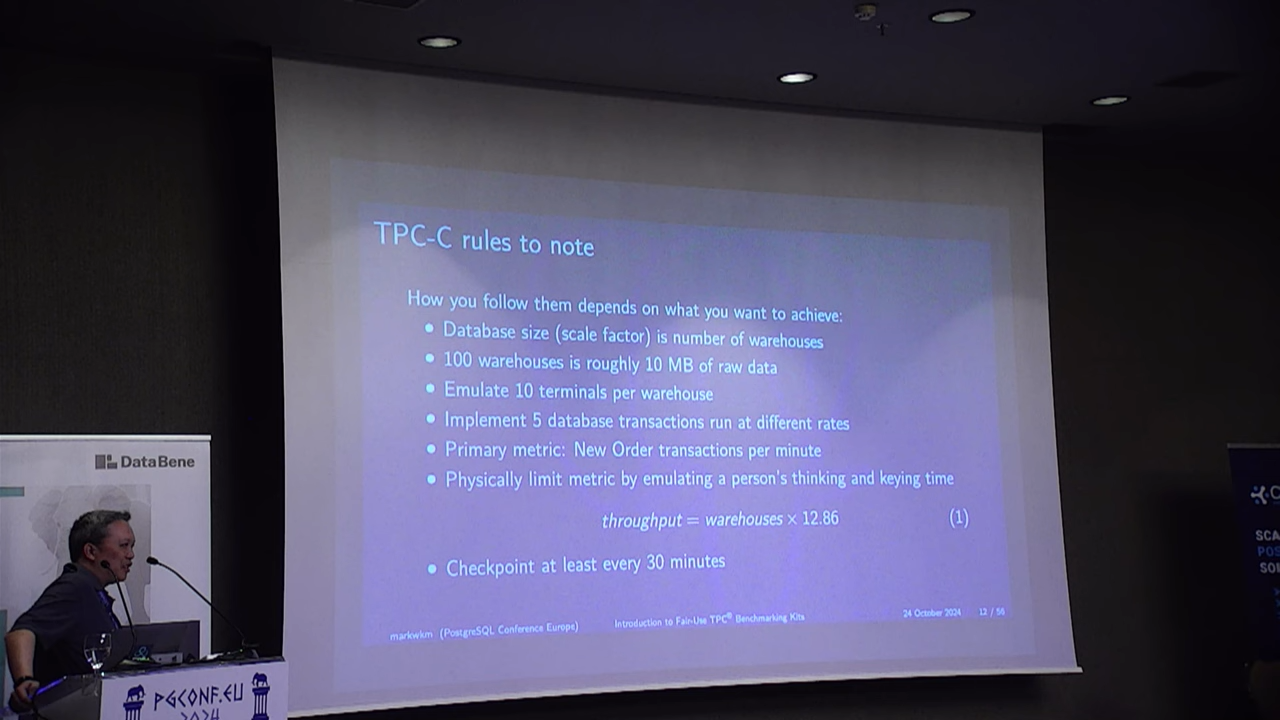 TPC-C rules to note
How you follow them depends on what you want to achieve:
• Database size (scale factor) is number of warehouses
• 100 warehouses is roughly 10 MB of raw data
• Emulate 10 terminals per warehouse
• Implement 5 database transactions run at different rates
• Primary metric: New Order transactions per minute
• Physically limit metric by emulating a person's thinking and keying time
throughput = warehouses × 12.86 (1)
• Checkpoint at least every 30 minutes
markwkm (PostgreSQL Conference Europe) Introduction to Fair-Use TPC® Benchmarking Kits 24 October 2024 12 / 56
DataBene
PGCONF.EU
2024